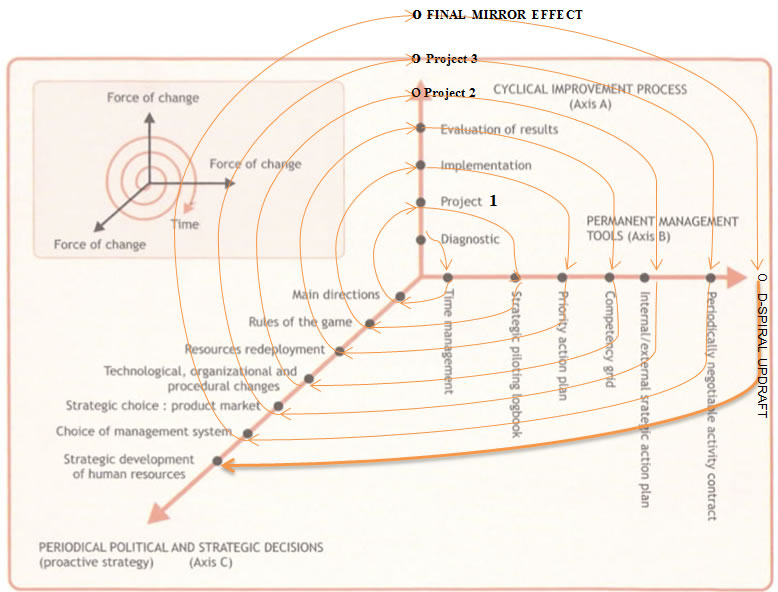 O FINAL MIRROR EFFECT
O Project 3
O Project 2
CYCLICAL IMPROVEMENT PROCESS
(Axis A)
Force of change
Force of change
Time
Force of change
Evaluation of results
Implementation
Project 1
Diagnostic
PERMANENT MANAGEMENT
TOOLS (Axis B)
Main directions
Rules of the game
Resources redeployment
Technological, organizational and
procedural changes
Strategic choice : product market
Choice of management system
Strategic development
of human resources
Time management
Strategic piloting logbook
Priority action plan
Competency grid
Internal/external srategic action plan
Periodically negotiable activity contract
O D-SPIRAL UPDRAFT
PERIODICAL POLITICAL AND STRATEGIC DECISIONS
(proactive strategy) (Axis C)